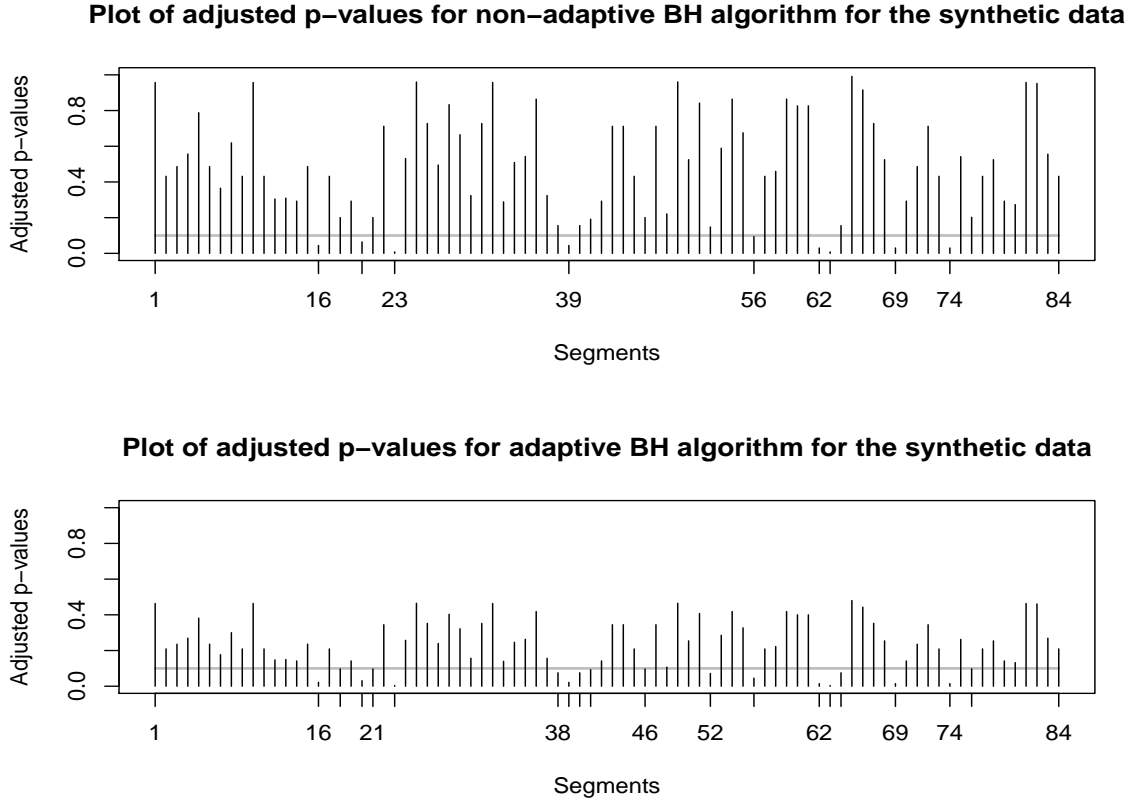 Plot of adjusted p−values for non−adaptive BH algorithm for the synthetic data
Adjusted p−values
0.0 0.4 0.8
1 16 23 39 56 62 69 74 84
Segments
Plot of adjusted p−values for adaptive BH algorithm for the synthetic data
Adjusted p−values
0.0 0.4 0.8
1 16 21 38 46 52 62 69 74 84
Segments